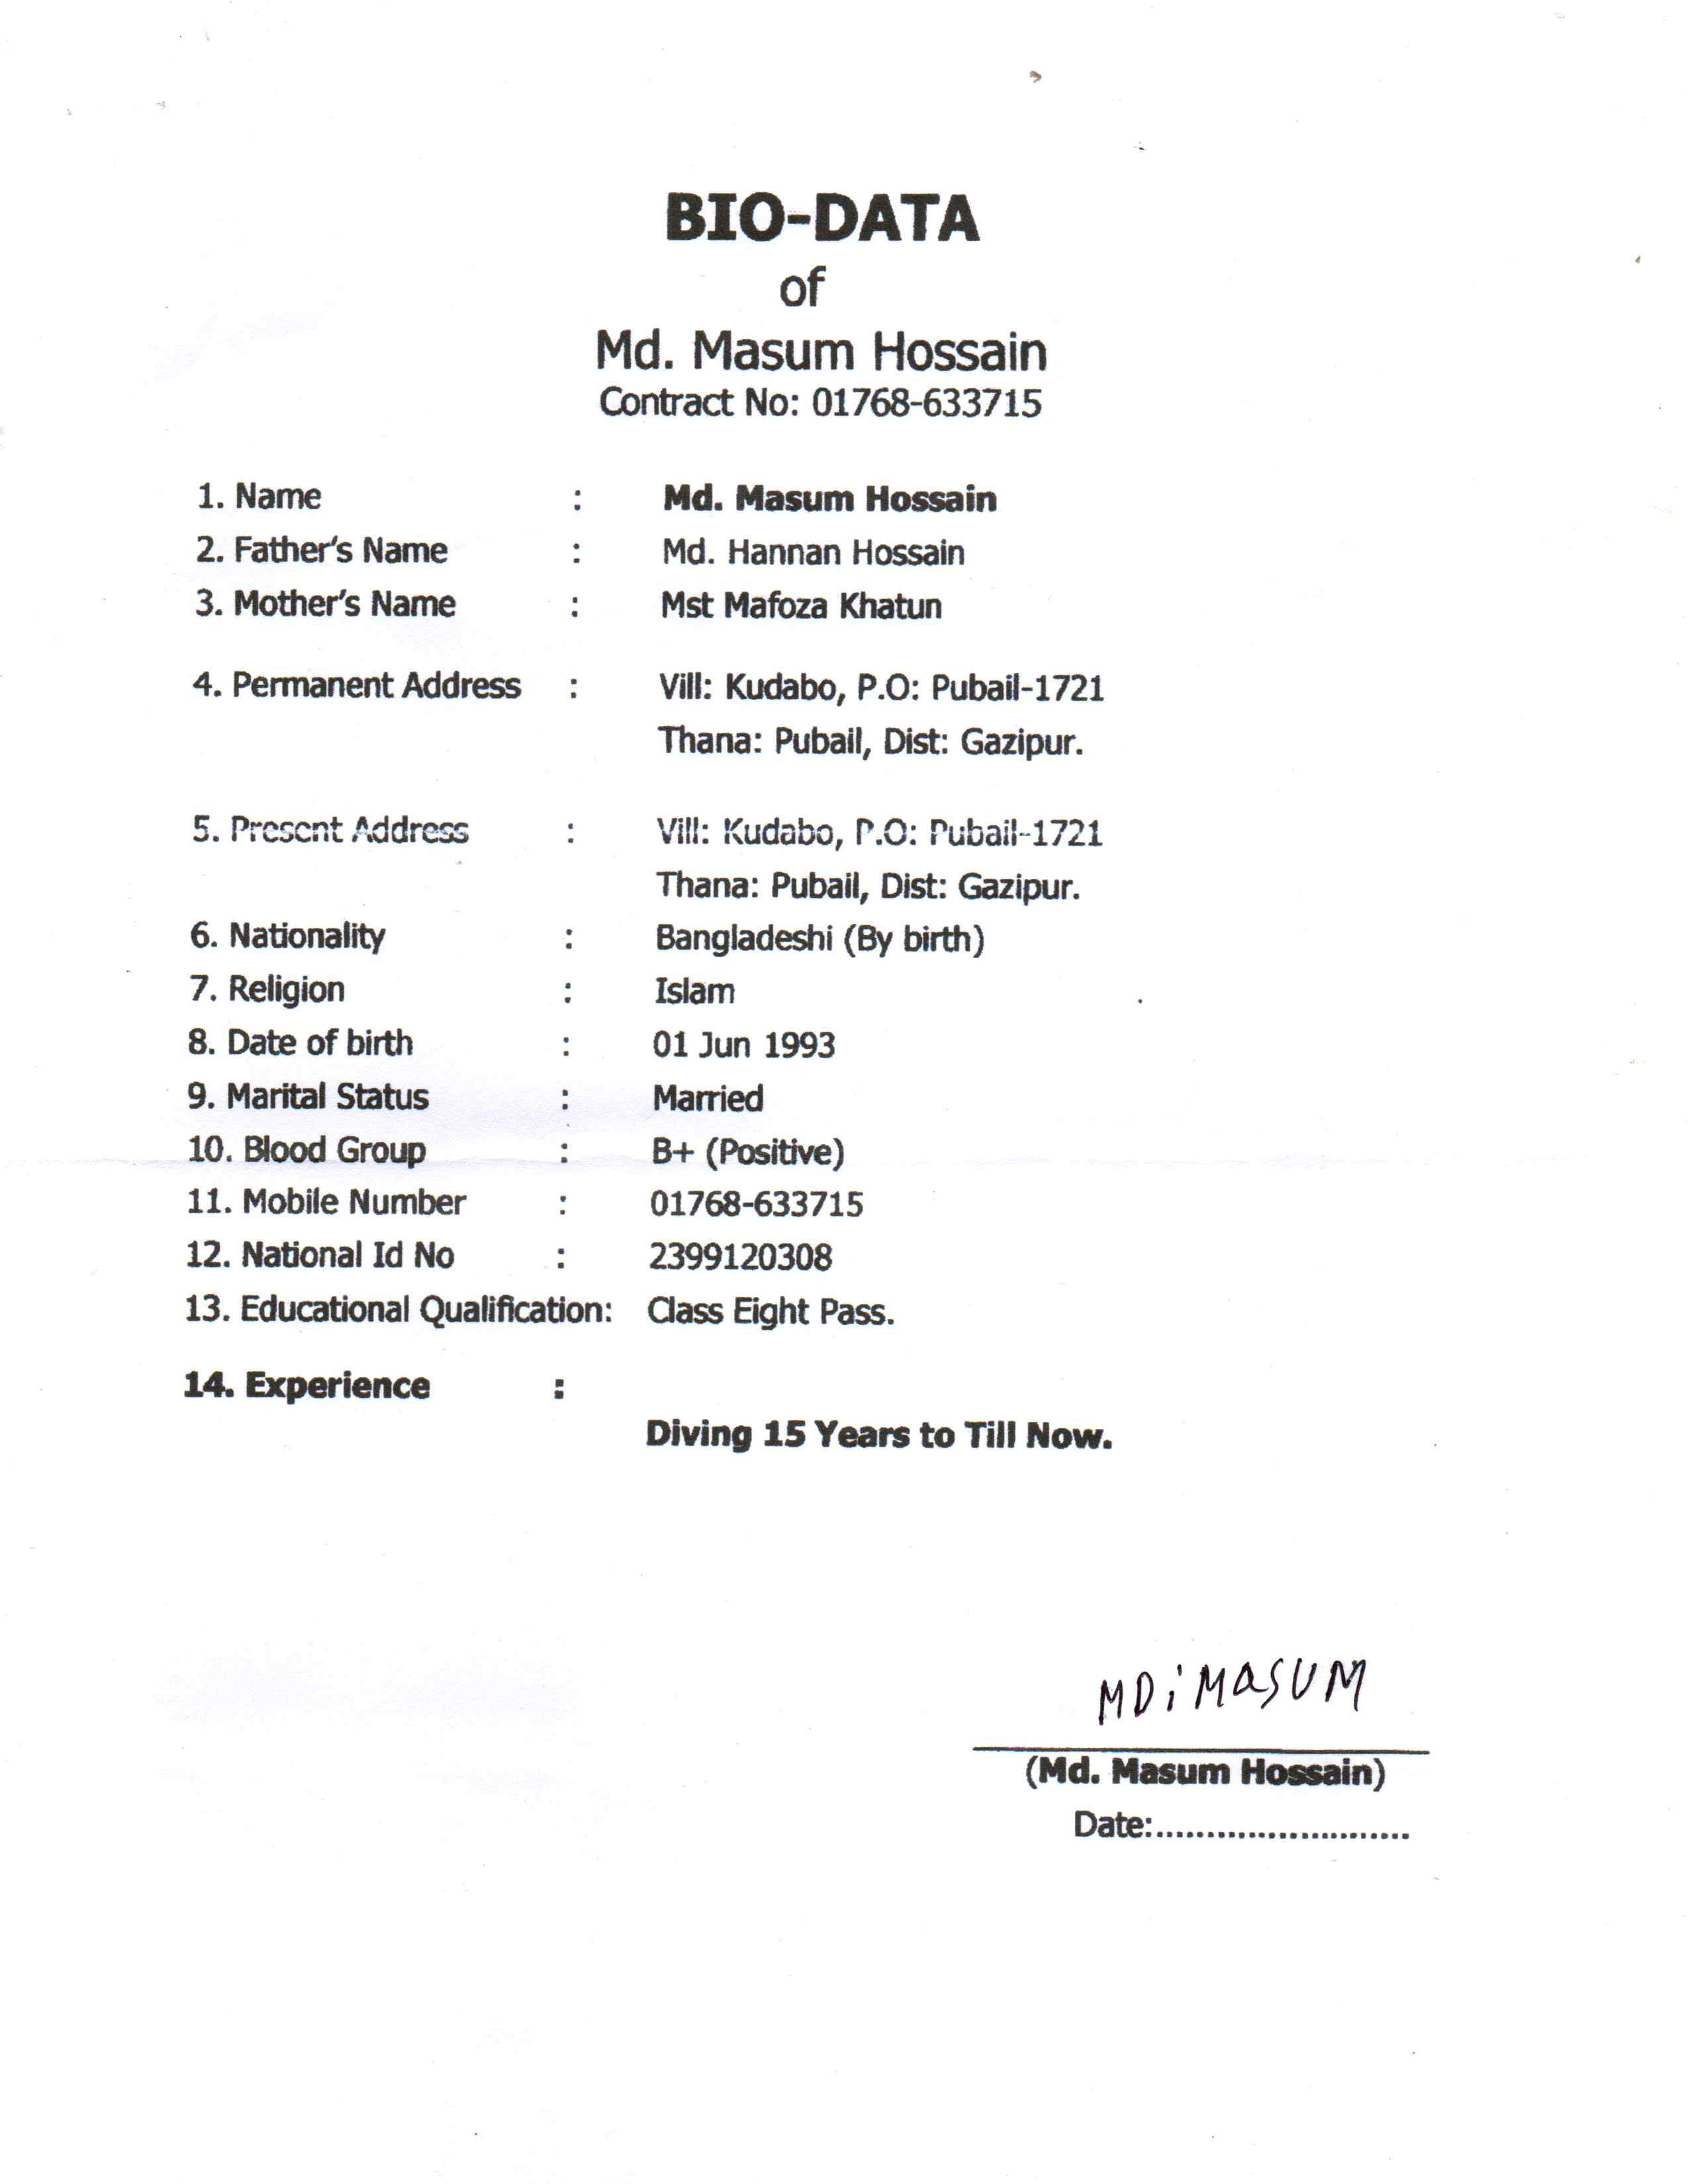 BIO-DATA
of
Md. Masum Hossain
Contract No: 01768-633715
1. Name : Md. Masum Hossain
2. Father's Name : Md. Hannan Hossain
3. Mother's Name : Mst Mafoza Khatun
4. Permanent Address : Vill: Kudabo, P.O: Pubail-1721
Thana: Pubail, Dist: Gazipur.
5. Present Address : Vill: Kudabo, P.O: Pubail-1721
Thana: Pubail, Dist: Gazipur.
6. Nationality : Bangladeshi (By birth)
7. Religion : Islam
8. Date of birth : 01 Jun 1993
9. Marital Status : Married
10. Blood Group : B+ (Positive)
11. Mobile Number : 01768-633715
12. National Id No : 2399120308
13. Educational Qualification: Class Eight Pass.
14. Experience :
Diving 15 Years to Till Now.
MD; MASUM
(Md. Masum Hossain)
Date:..........................